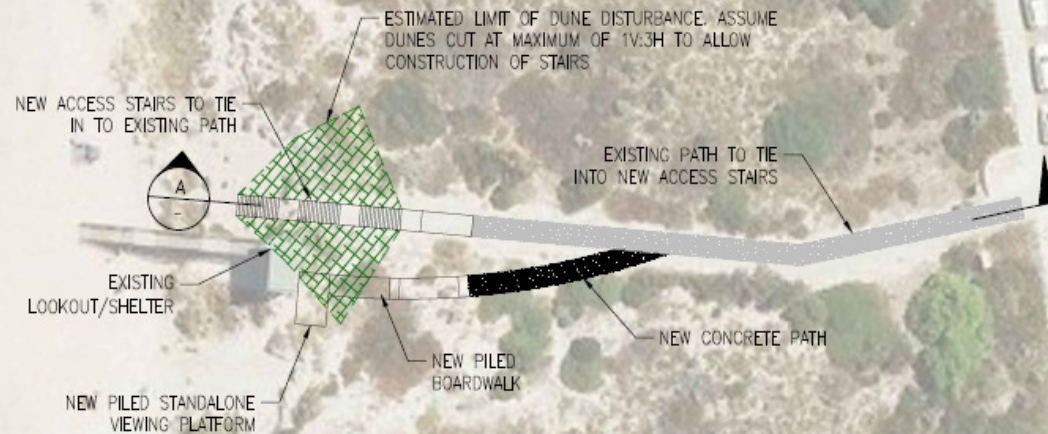 ESTIMATED LIMIT OF DUNE DISTURBANCE. ASSUME
DUNES CUT AT MAXIMUM OF 1V:3H TO ALLOW
CONSTRUCTION OF STAIRS
NEW ACCESS STAIRS TO TIE
IN TO EXISTING PATH
EXISTING PATH TO TIE
INTO NEW ACCESS STAIRS
A
-
EXISTING
LOOKOUT/SHELTER
NEW CONCRETE PATH
NEW PILED
BOARDWALK
NEW PILED STANDALONE
VIEWING PLATFORM